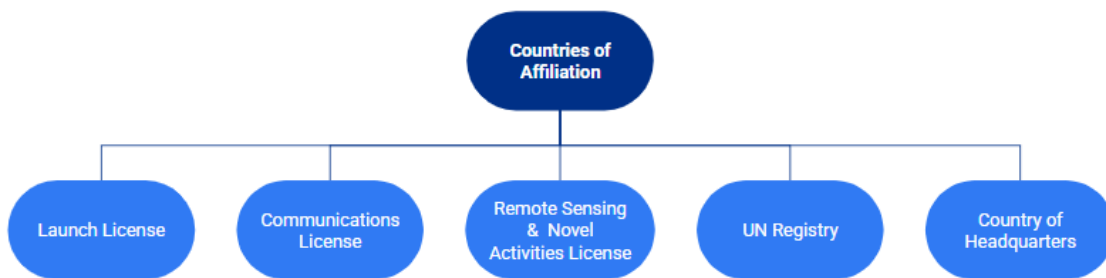 Countries of
Affiliation
Launch License
Communications
License
Remote Sensing
& Novel
Activities License
UN Registry
Country of
Headquarters